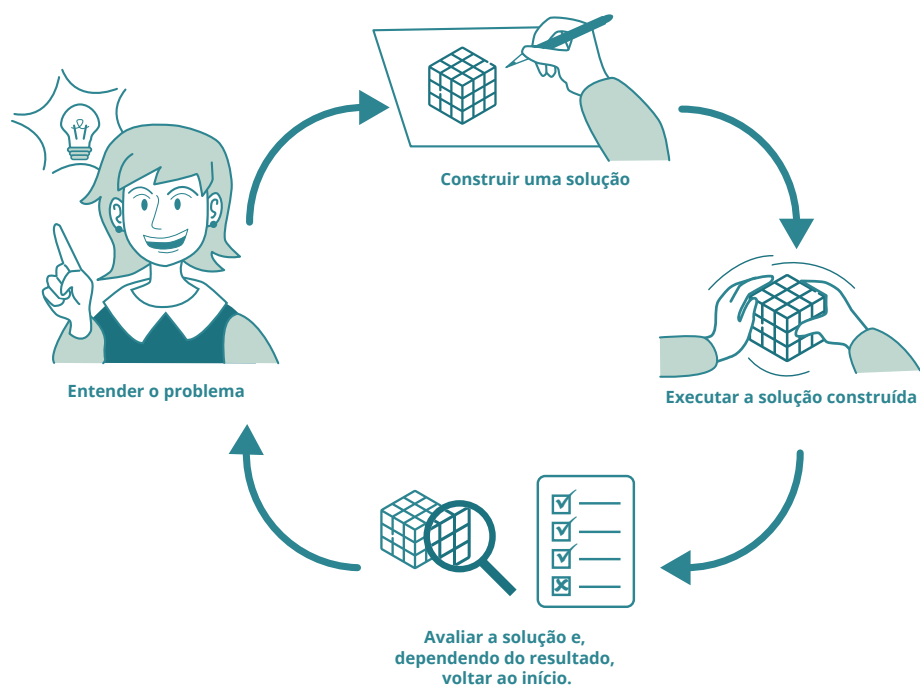 Construir uma solução
Entender o problema
Executar a solução construída
Avaliar a solução e,
dependendo do resultado,
voltar ao início.